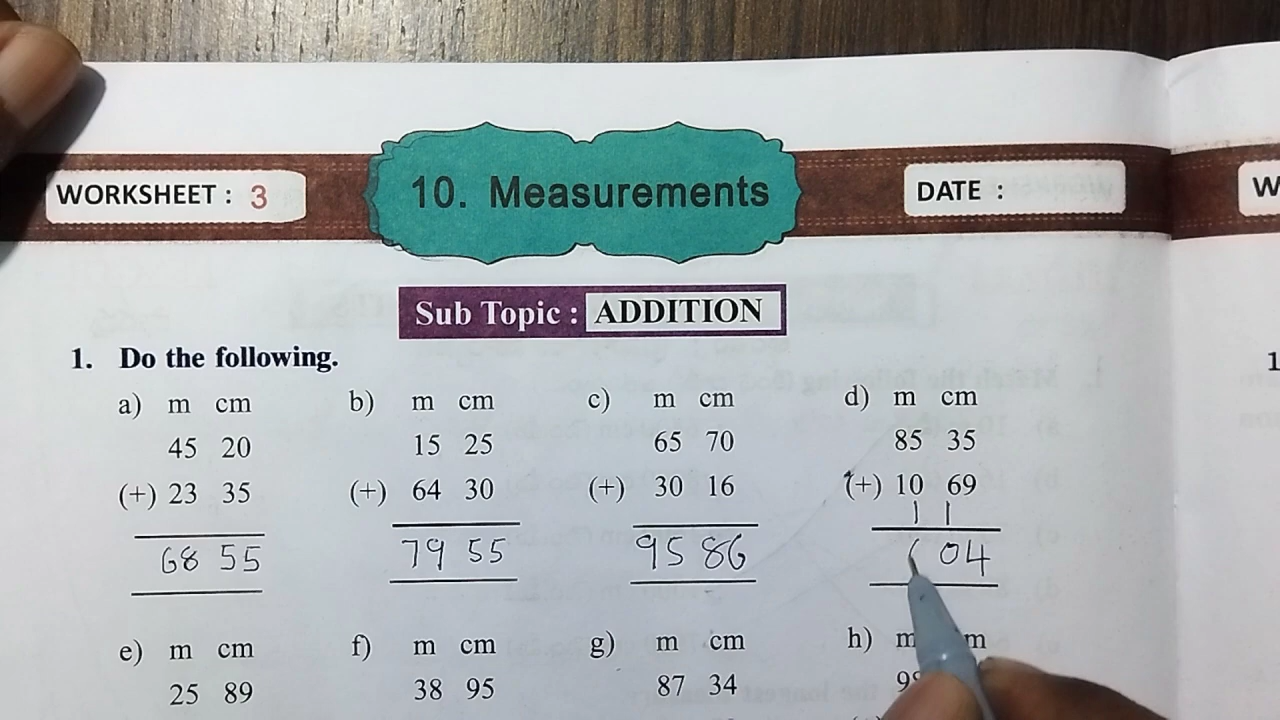 WORKSHEET : 3 10. Measurements DATE : W
Sub Topic : ADDITION
1. Do the following. 1
a) m cm b) m cm c) m cm d) m cm
45 20 15 25 65 70 85 35
(+) 23 35 (+) 64 30 (+) 30 16 (+) 10 69
1 1
68 55 79 55 95 86 04
e) m cm f) m cm g) m cm h) m m
25 89 38 95 87 34